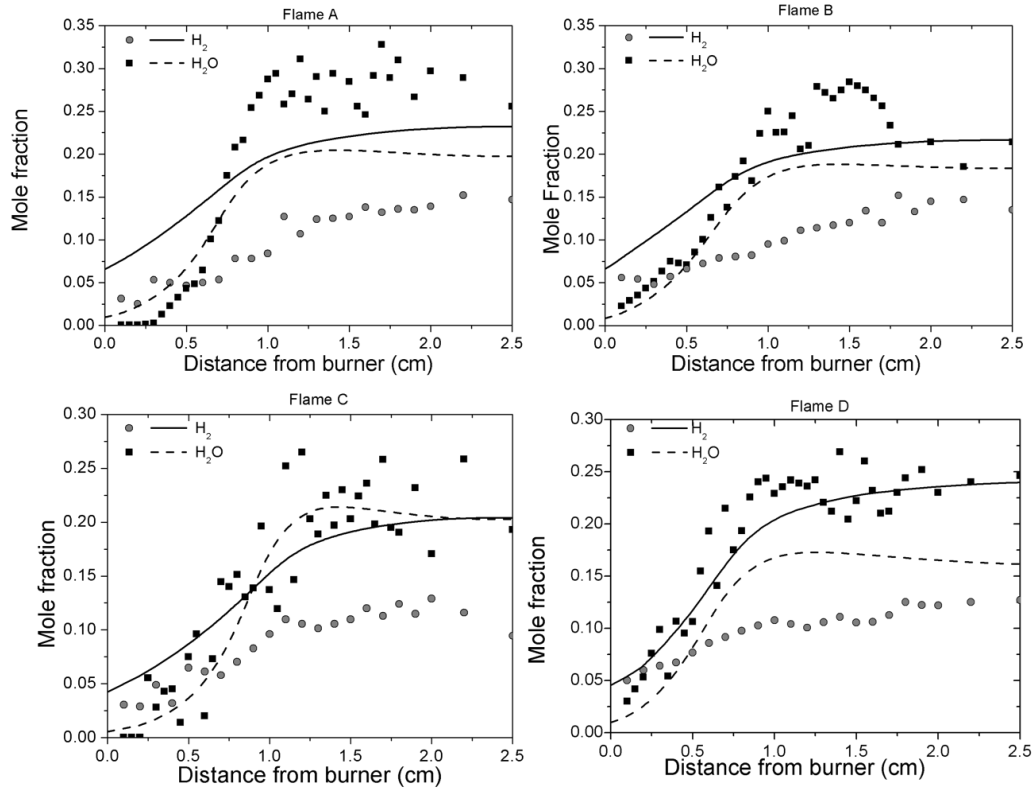 Flame A
H2
H2O
Mole fraction
0.35
0.30
0.25
0.20
0.15
0.10
0.05
0.00
0.0 0.5 1.0 1.5 2.0 2.5
Distance from burner (cm)
Flame B
H2
H2O
Mole Fraction
0.35
0.30
0.25
0.20
0.15
0.10
0.05
0.00
0.0 0.5 1.0 1.5 2.0 2.5
Distance from burner (cm)
Flame C
H2
H2O
Mole fraction
0.30
0.25
0.20
0.15
0.10
0.05
0.00
0.0 0.5 1.0 1.5 2.0 2.5
Distance from burner (cm)
Flame D
H2
H2O
Mole fraction
0.30
0.25
0.20
0.15
0.10
0.05
0.00
0.0 0.5 1.0 1.5 2.0 2.5
Distance from burner (cm)